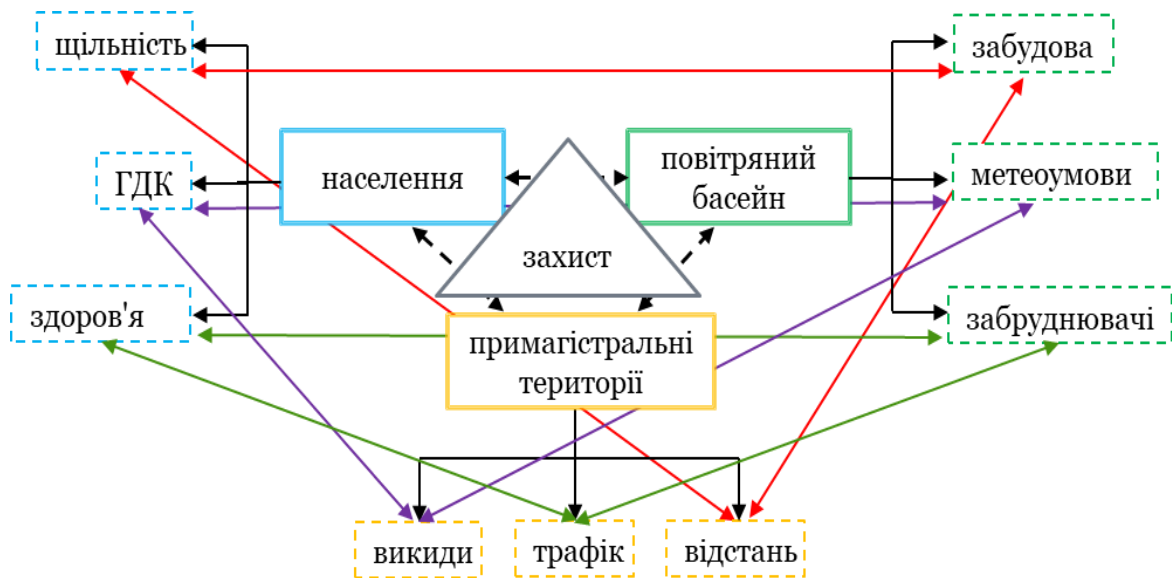 щільність
забудова
населення
повітряний
басейн
ГДК
метеоумови
захист
здоров'я
забруднювачі
примагістральні
території
викиди
трафік
відстань